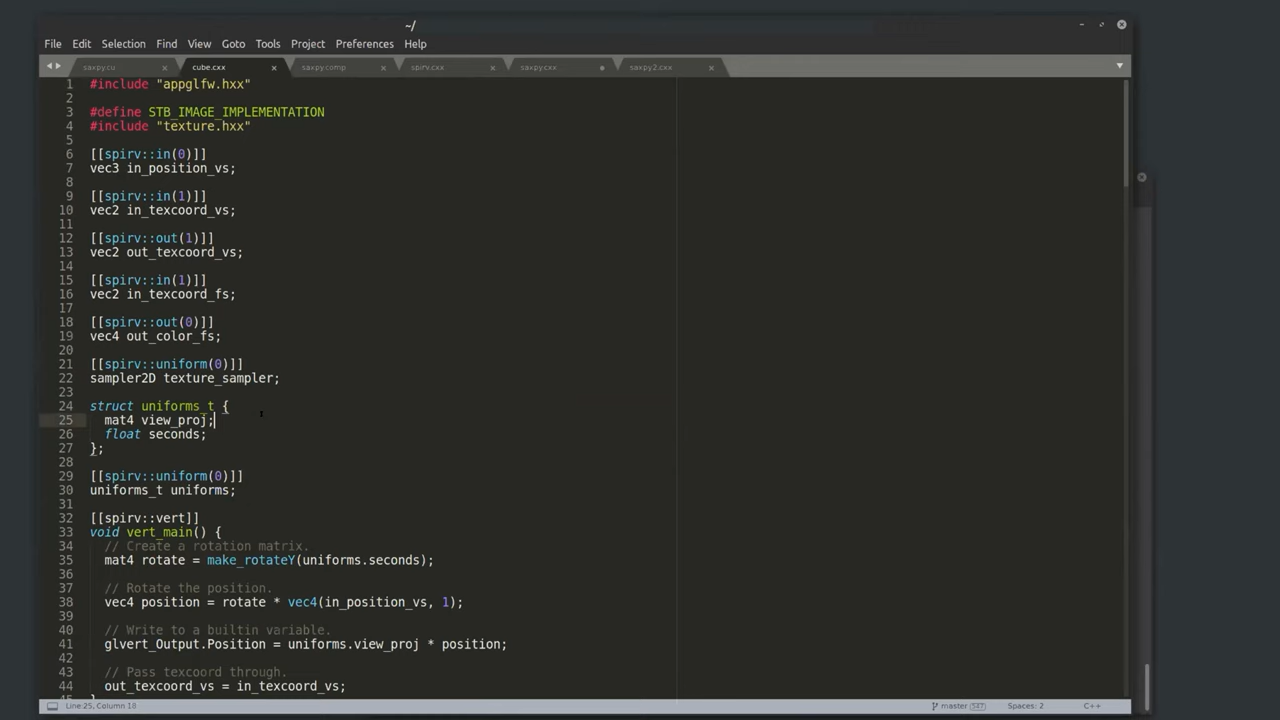 ~/
File Edit Selection Find View Goto Tools Project Preferences Help
saxpy.cu cube.cxx saxpy.comp spirv.cxx saxpy.cxx saxpy2.cxx
1 #include "appglfw.hxx"
2
3 #define STB_IMAGE_IMPLEMENTATION
4 #include "texture.hxx"
5
6 [[spirv::in(0)]]
7 vec3 in_position_vs;
8
9 [[spirv::in(1)]]
10 vec2 in_texcoord_vs;
11
12 [[spirv::out(1)]]
13 vec2 out_texcoord_vs;
14
15 [[spirv::in(1)]]
16 vec2 in_texcoord_fs;
17
18 [[spirv::out(0)]]
19 vec4 out_color_fs;
20
21 [[spirv::uniform(0)]]
22 sampler2D texture_sampler;
23
24 struct uniforms_t {
25 mat4 view_proj;
26 float seconds;
27 };
28
29 [[spirv::uniform(0)]]
30 uniforms_t uniforms;
31
32 [[spirv::vert]]
33 void vert_main() {
34 // Create a rotation matrix.
35 mat4 rotate = make_rotateY(uniforms.seconds);
36
37 // Rotate the position.
38 vec4 position = rotate * vec4(in_position_vs, 1);
39
40 // Write to a builtin variable.
41 glvert_Output.Position = uniforms.view_proj * position;
42
43 // Pass texcoord through.
44 out_texcoord_vs = in_texcoord_vs;
Line 25, Column 18 master Spaces: 2 C++